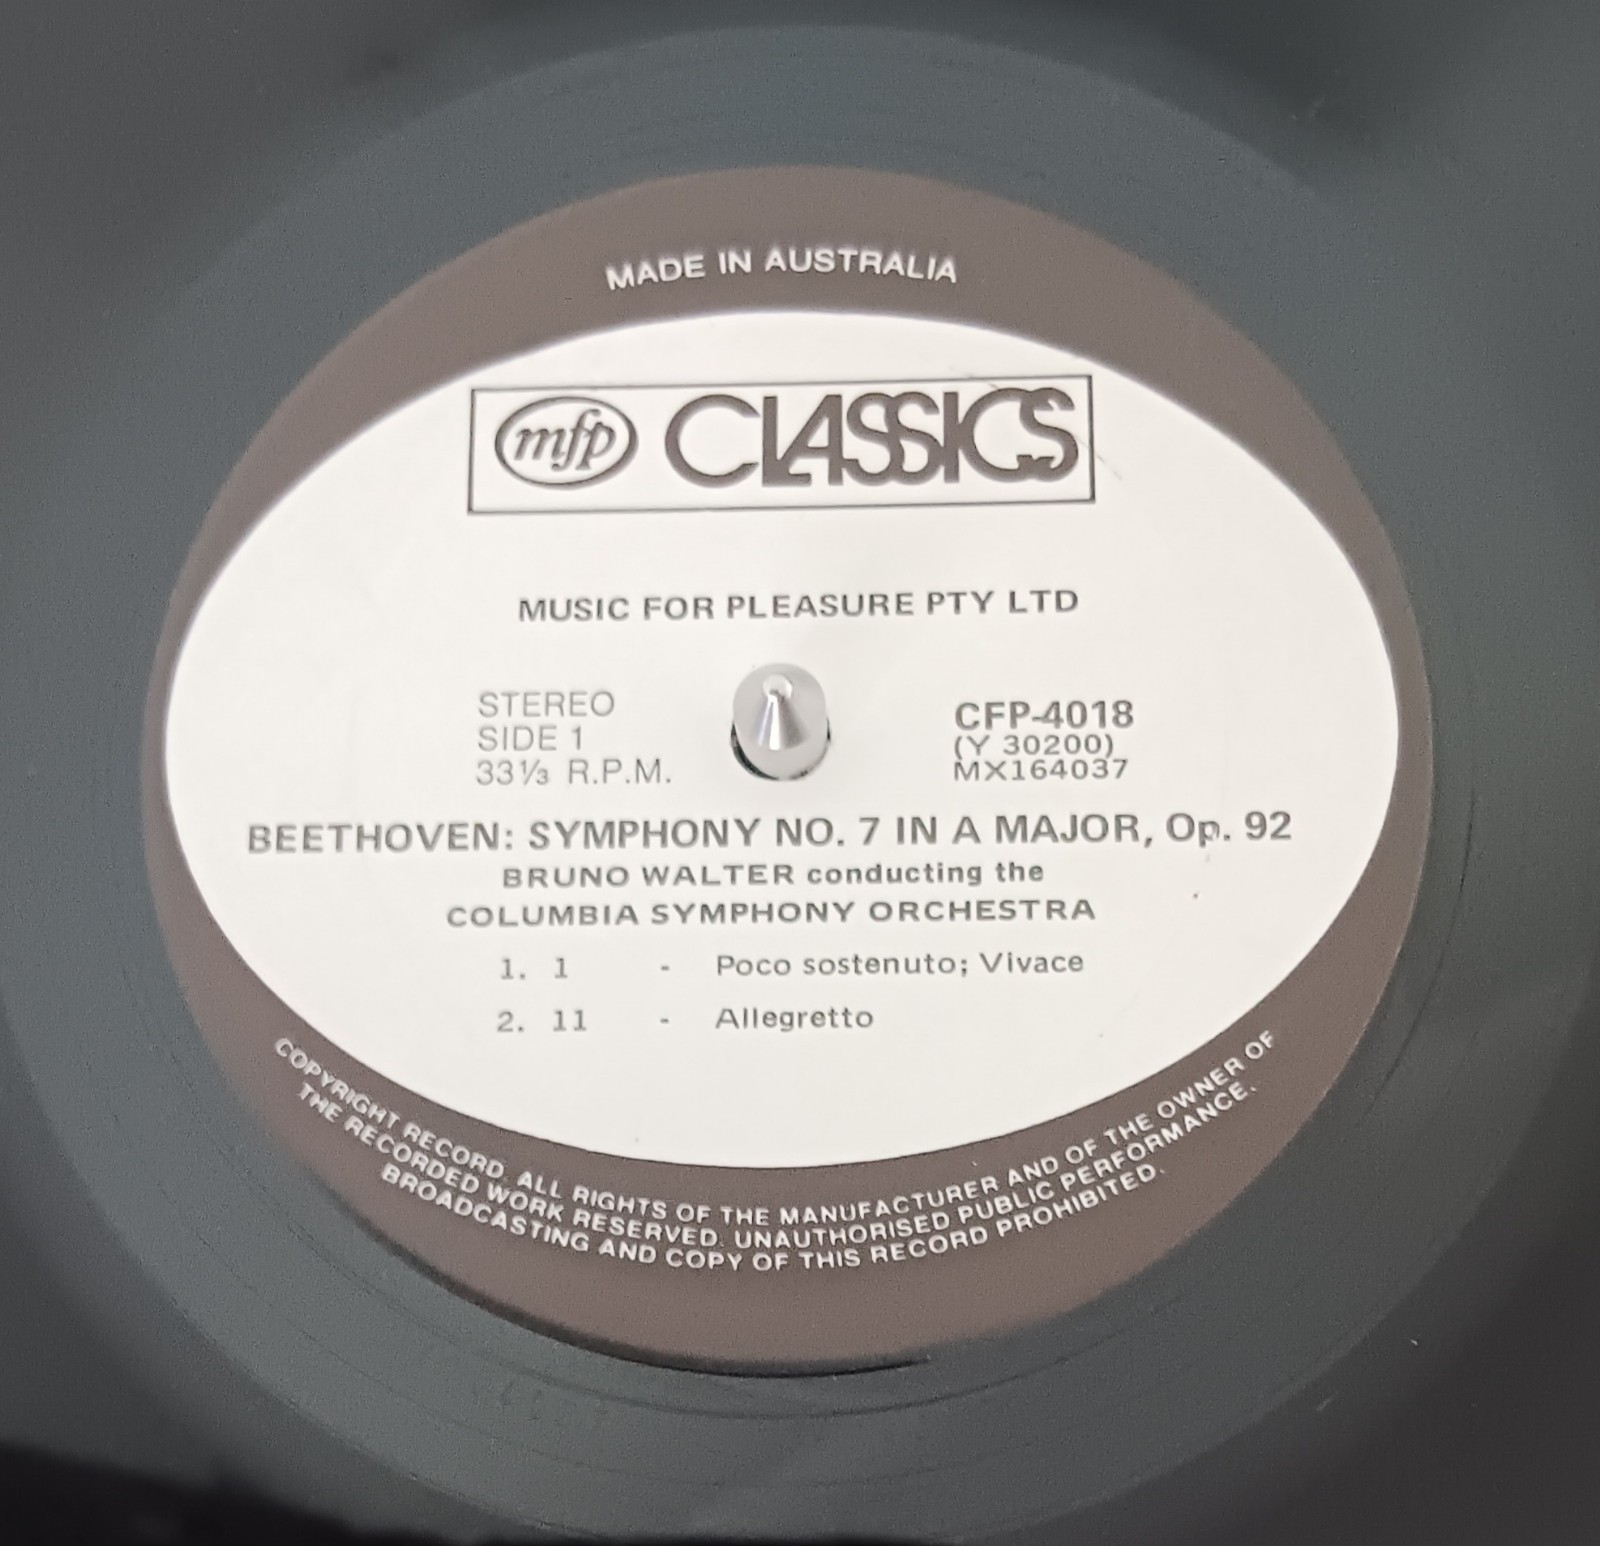 MADE IN AUSTRALIA
mfp CLASSICS
MUSIC FOR PLEASURE PTY LTD
STEREO
SIDE 1
33⅓ R.P.M.
CFP-4018
(Y 30200)
MX164037
BEETHOVEN: SYMPHONY NO. 7 IN A MAJOR, Op. 92
BRUNO WALTER conducting the
COLUMBIA SYMPHONY ORCHESTRA
1. 1 - Poco sostenuto; Vivace
2. 11 - Allegretto
COPYRIGHT RECORD. ALL RIGHTS OF THE MANUFACTURER AND OF THE OWNER OF
THE RECORDED WORK RESERVED. UNAUTHORISED PUBLIC PERFORMANCE.
BROADCASTING AND COPY OF THIS RECORD PROHIBITED.